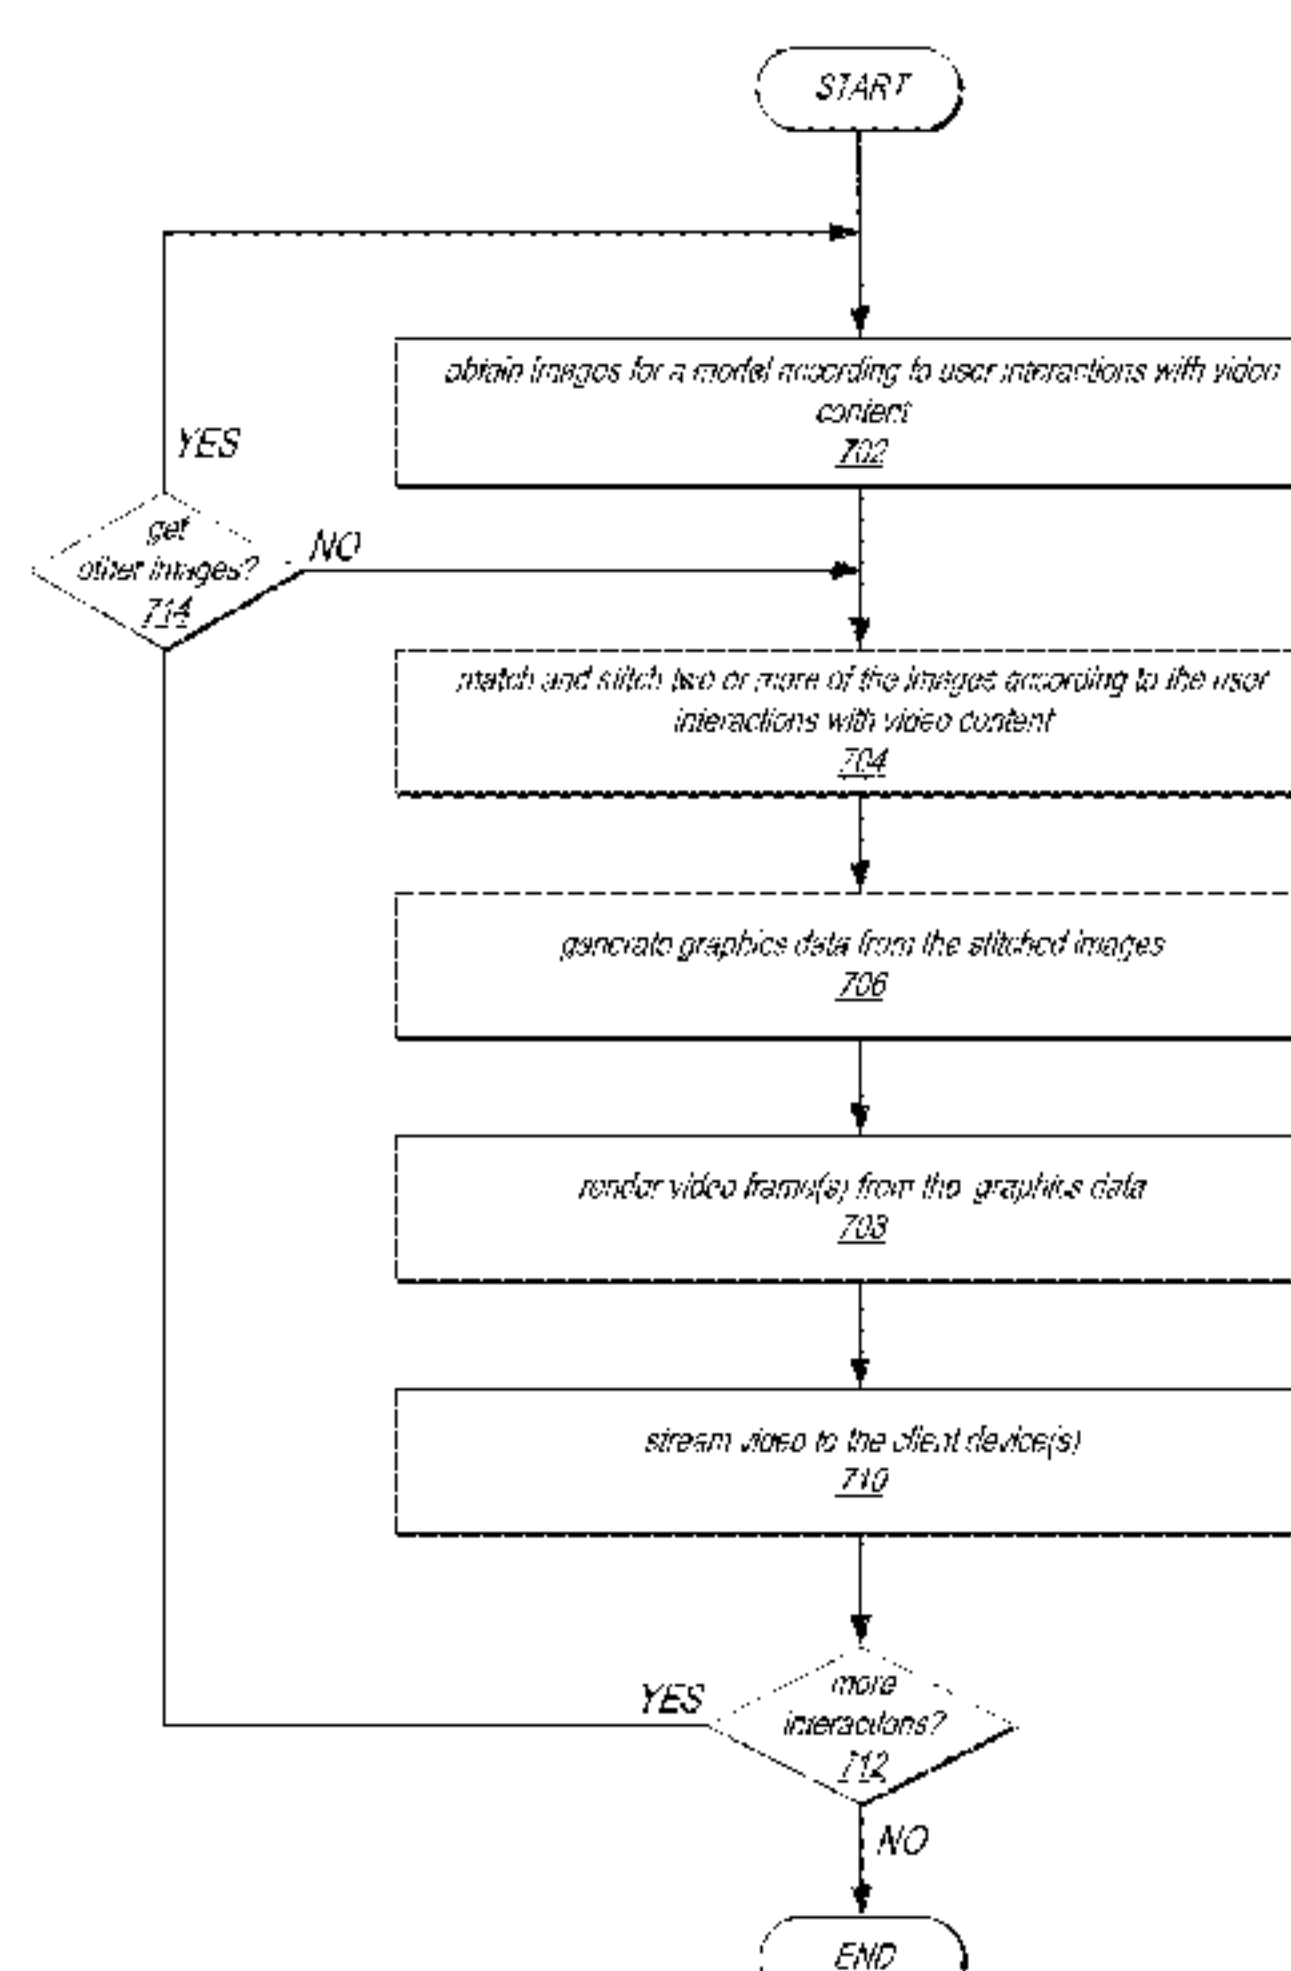 START
obtain images for a model according to user interactions with video
content
702
YES
get
other images?
714
NO
match and stitch two or more of the images according to the user
interactions with video content
704
generate graphics data from the stitched images
706
render video frame(s) from the graphics data
708
stream video to the client device(s)
710
YES
more
interactions?
712
NO
END